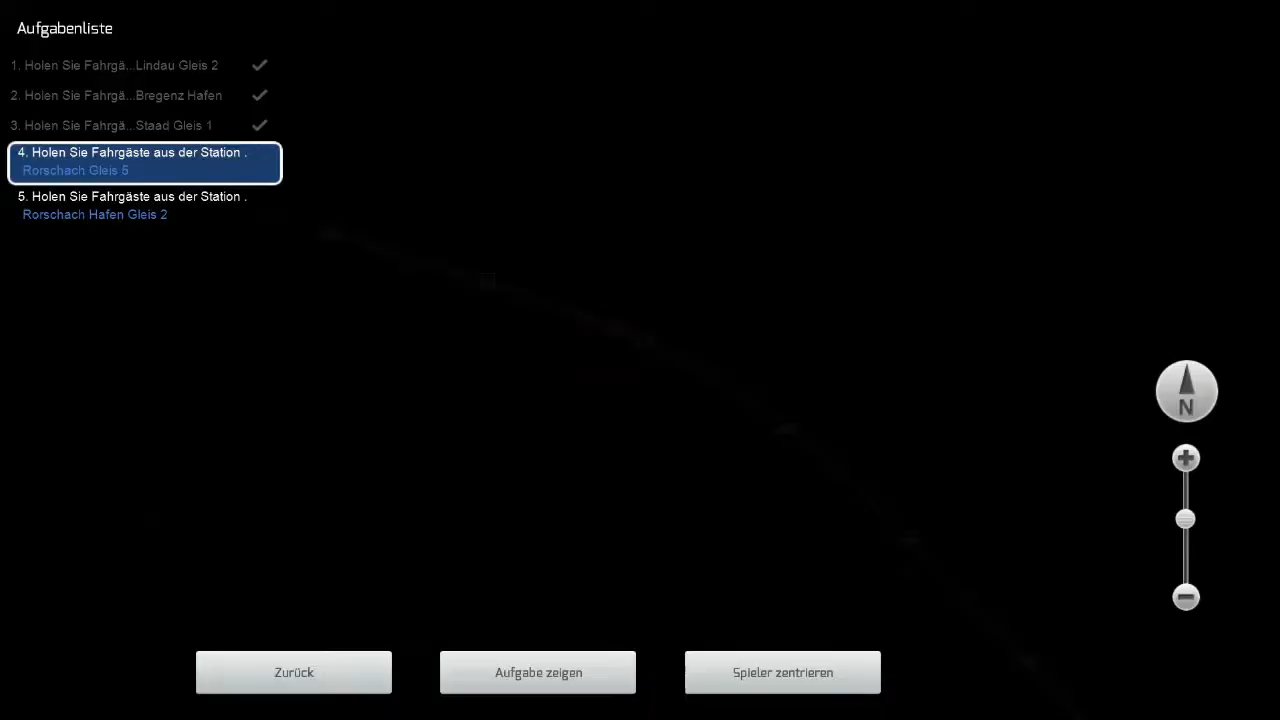 Aufgabenliste
1. Holen Sie Fahrgä...Lindau Gleis 2
2. Holen Sie Fahrgä...Bregenz Hafen
3. Holen Sie Fahrgä...Staad Gleis 1
4. Holen Sie Fahrgäste aus der Station .
Rorschach Gleis 5
5. Holen Sie Fahrgäste aus der Station .
Rorschach Hafen Gleis 2
N
Zurück
Aufgabe zeigen
Spieler zentrieren